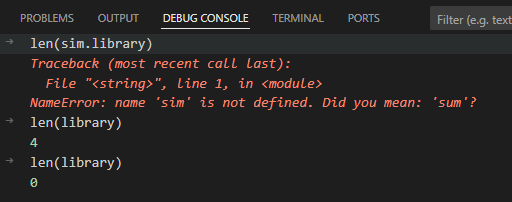 PROBLEMS OUTPUT DEBUG CONSOLE TERMINAL PORTS Filter (e.g. text
len(sim.library)
Traceback (most recent call last):
  File "<string>", line 1, in <module>
NameError: name 'sim' is not defined. Did you mean: 'sum'?
len(library)
4
len(library)
0